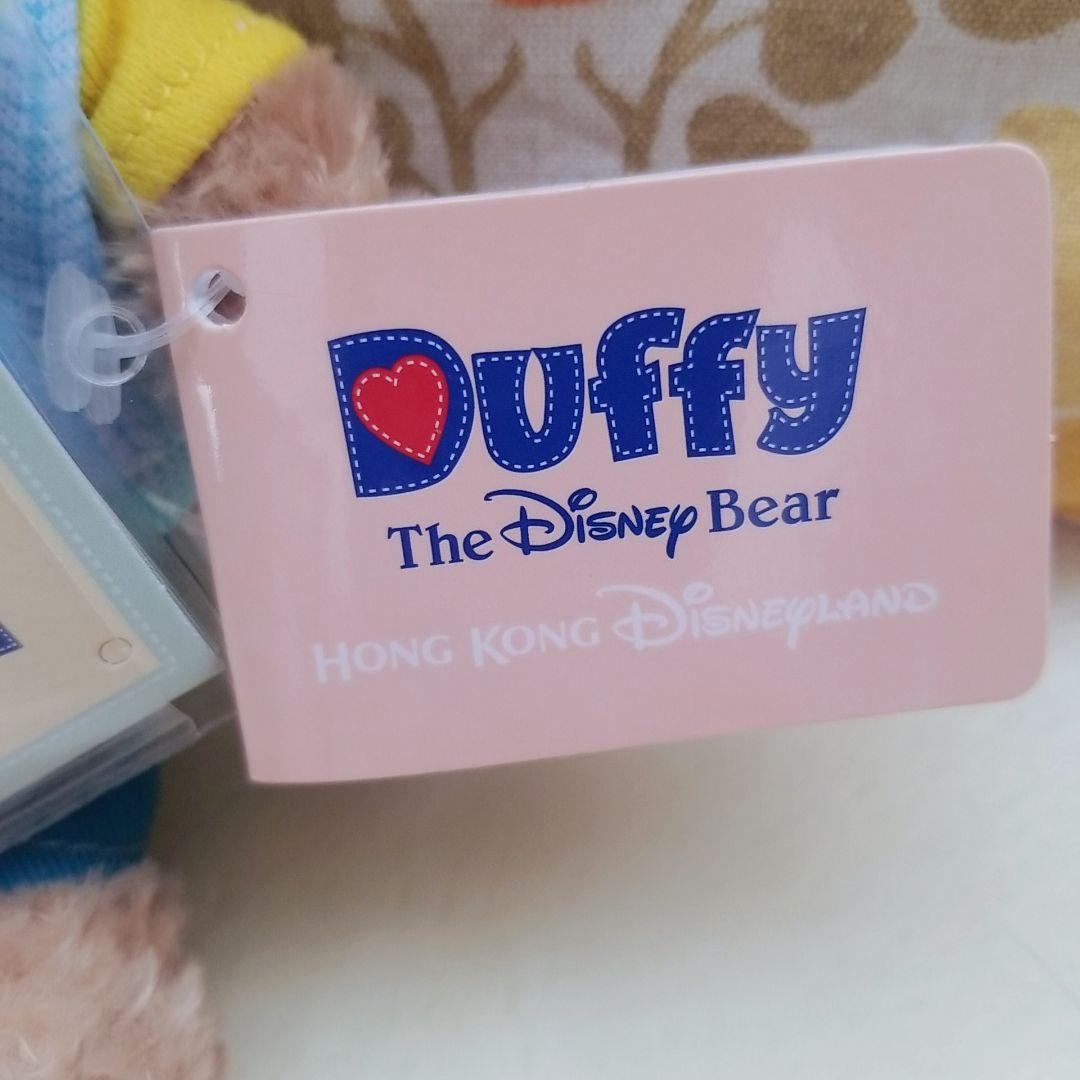 Duffy
The Disney Bear
HONG KONG DISNEYLAND